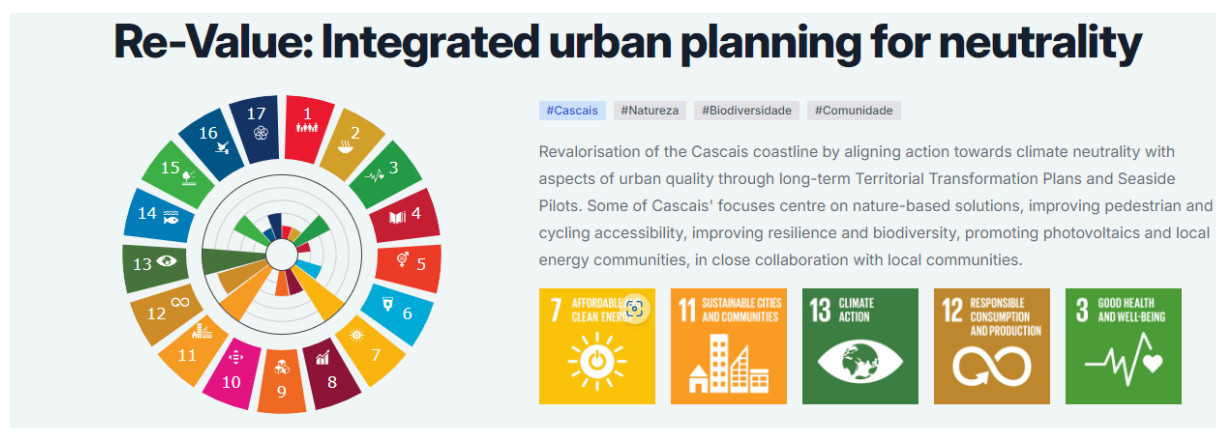 Re-Value: Integrated urban planning for neutrality
#Cascais #Natureza #Biodiversidade #Comunidade
Revalorisation of the Cascais coastline by aligning action towards climate neutrality with
aspects of urban quality through long-term Territorial Transformation Plans and Seaside
Pilots. Some of Cascais' focuses centre on nature-based solutions, improving pedestrian and
cycling accessibility, improving resilience and biodiversity, promoting photovoltaics and local
energy communities, in close collaboration with local communities.
1
2
3
4
5
6
7
8
9
10
11
12
13
14
15
16
17
7 AFFORDABLE
CLEAN
11 SUSTAINABLE CITIES
AND COMMUNITIES
13 CLIMATE
ACTION
12 RESPONSIBLE
CONSUMPTION
AND PRODUCTION
3 GOOD HEALTH
AND WELL-BEING